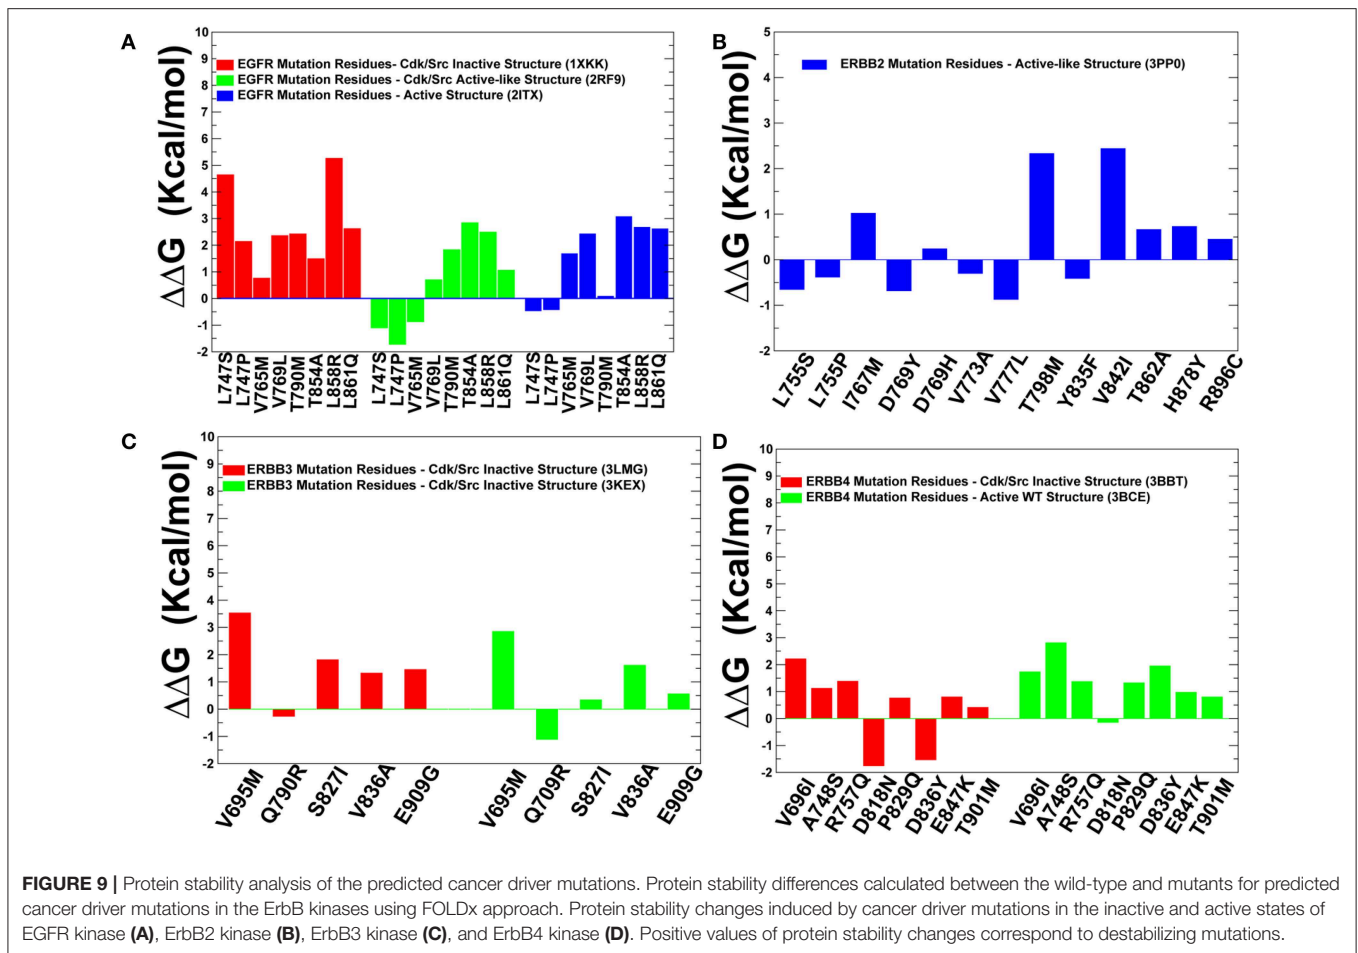 A
ΔΔG (Kcal/mol)
10
9
8
7
6
5
4
3
2
1
0
-1
-2
EGFR Mutation Residues- Cdk/Src Inactive Structure (1XKK)
EGFR Mutation Residues - Cdk/Src Active-like Structure (2RF9)
EGFR Mutation Residues - Active Structure (2ITX)
L747S
L747P
V765M
V769L
T790M
T854A
L858R
L861Q
L747S
L747P
V765M
V769L
T790M
T854A
L858R
L861Q
L747S
L747P
V765M
V769L
T790M
T854A
L858R
L861Q
B
ΔΔG (Kcal/mol)
5
4
3
2
1
0
-1
-2
ERBB2 Mutation Residues - Active-like Structure (3PP0)
L755S
L755P
I767M
D769Y
D769H
V773A
V777L
T798M
Y835F
V842I
T862A
H878Y
R896C
C
ΔΔG (Kcal/mol)
10
9
8
7
6
5
4
3
2
1
0
-1
-2
ERBB3 Mutation Residues - Cdk/Src Inactive Structure (3LMG)
ERBB3 Mutation Residues - Cdk/Src Inactive Structure (3KEX)
V695M
Q790R
S827I
V836A
E909G
V695M
Q709R
S827I
V836A
E909G
D
ΔΔG (Kcal/mol)
10
9
8
7
6
5
4
3
2
1
0
-1
-2
ERBB4 Mutation Residues - Cdk/Src Inactive Structure (3BBT)
ERBB4 Mutation Residues - Active WT Structure (3BCE)
V696I
A748S
R757Q
D818N
P829Q
D836Y
E847K
T901M
V696I
A748S
R757Q
D818N
P829Q
D836Y
E847K
T901M
FIGURE 9 | Protein stability analysis of the predicted cancer driver mutations. Protein stability differences calculated between the wild-type and mutants for predicted
cancer driver mutations in the ErbB kinases using FOLDx approach. Protein stability changes induced by cancer driver mutations in the inactive and active states of
EGFR kinase (A), ErbB2 kinase (B), ErbB3 kinase (C), and ErbB4 kinase (D). Positive values of protein stability changes correspond to destabilizing mutations.